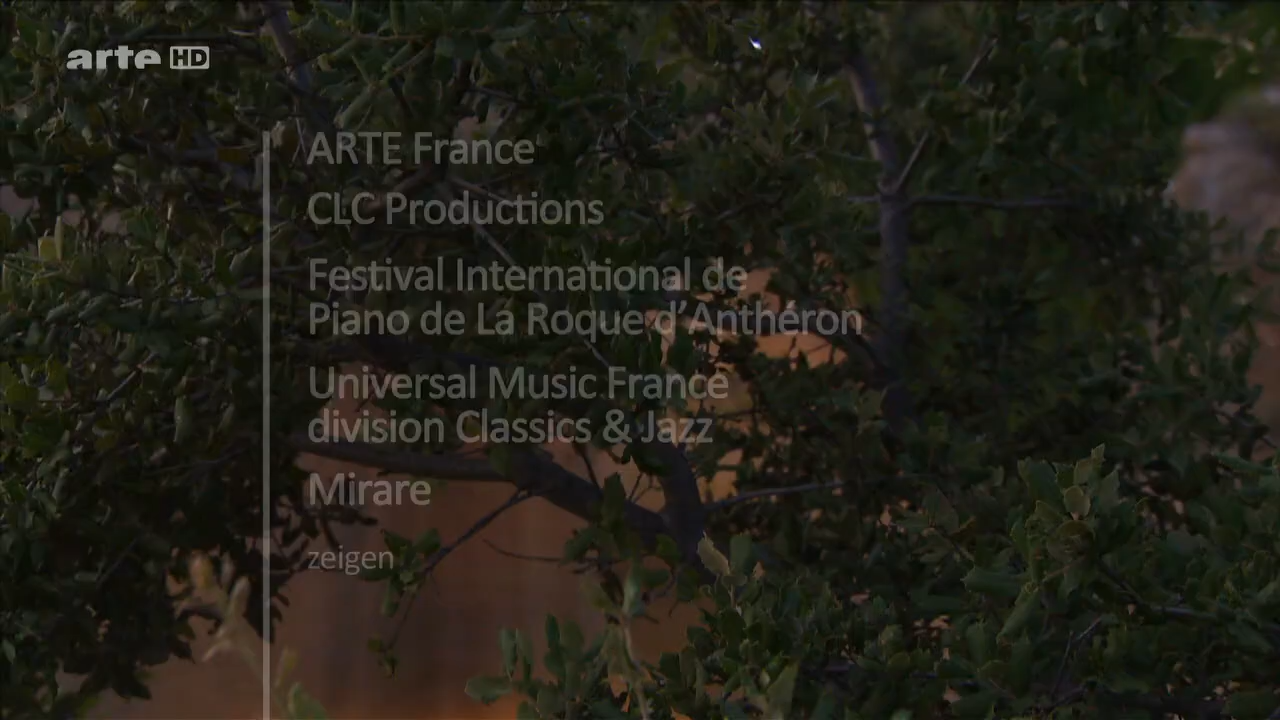 arte HD
ARTE France
CLC Productions
Festival International de
Piano de La Roque d'Anthéron
Universal Music France
division Classics & Jazz
Mirare
zeigen